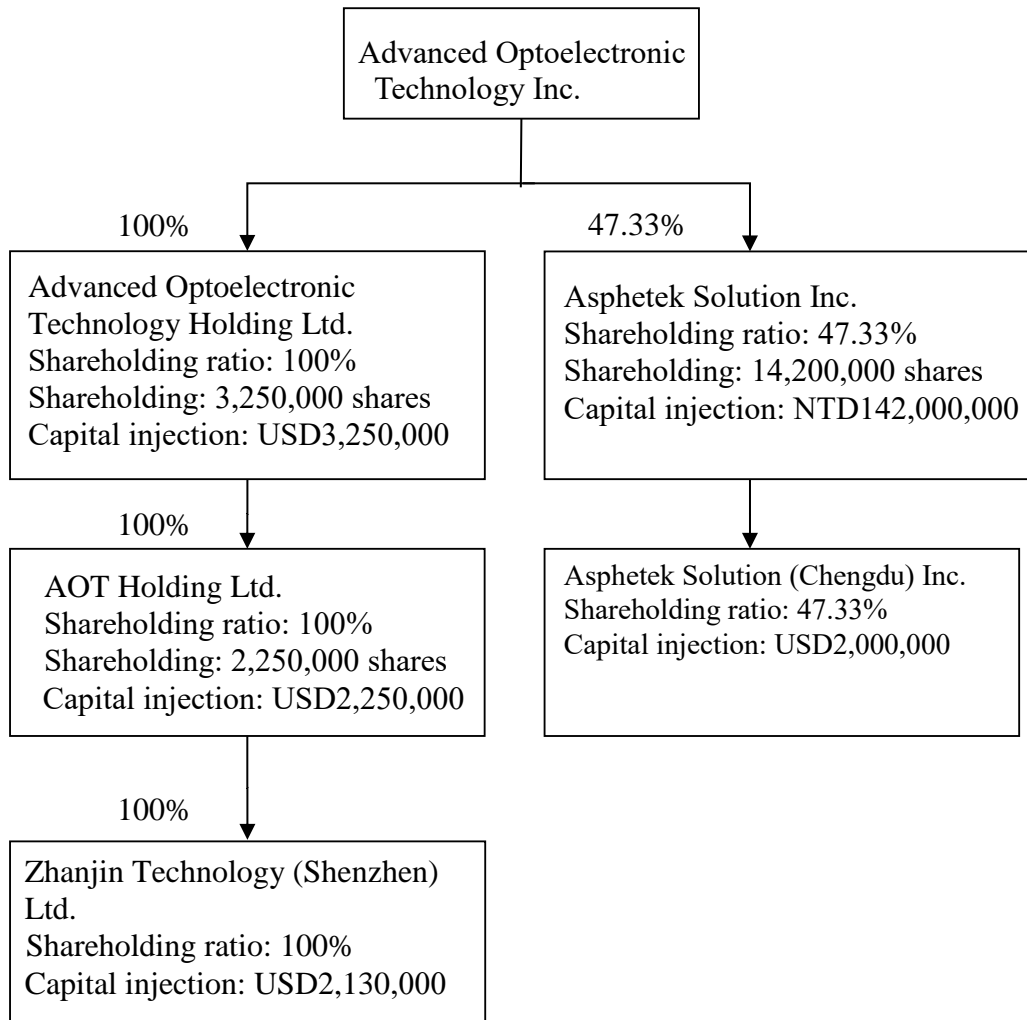 Advanced Optoelectronic
Technology Inc.
100%
47.33%
Advanced Optoelectronic
Technology Holding Ltd.
Shareholding ratio: 100%
Shareholding: 3,250,000 shares
Capital injection: USD3,250,000
Asphetek Solution Inc.
Shareholding ratio: 47.33%
Shareholding: 14,200,000 shares
Capital injection: NTD142,000,000
100%
AOT Holding Ltd.
Shareholding ratio: 100%
Shareholding: 2,250,000 shares
Capital injection: USD2,250,000
Asphetek Solution (Chengdu) Inc.
Shareholding ratio: 47.33%
Capital injection: USD2,000,000
100%
Zhanjin Technology (Shenzhen)
Ltd.
Shareholding ratio: 100%
Capital injection: USD2,130,000